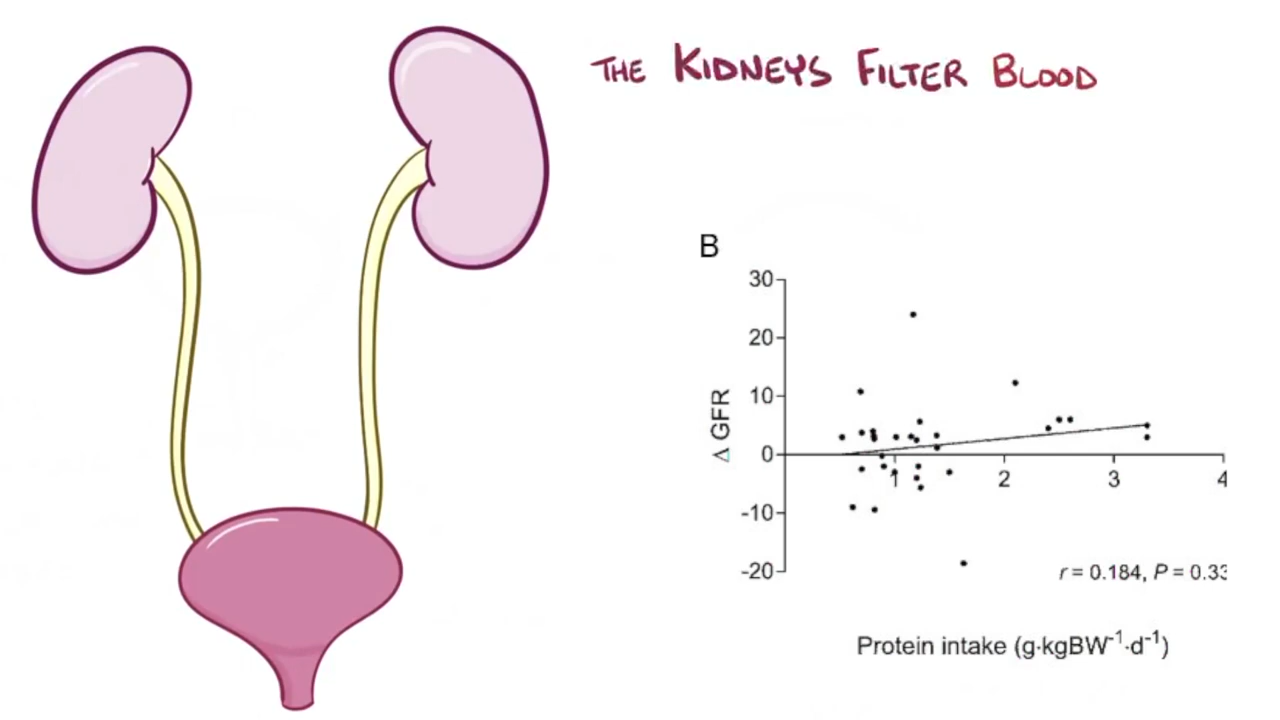 THE KIDNEYS FILTER BLOOD
B
30
20
10
0
-10
-20
Δ GFR
1 2 3 4
r = 0.184, P = 0.33
Protein intake (g·kgBW⁻¹·d⁻¹)